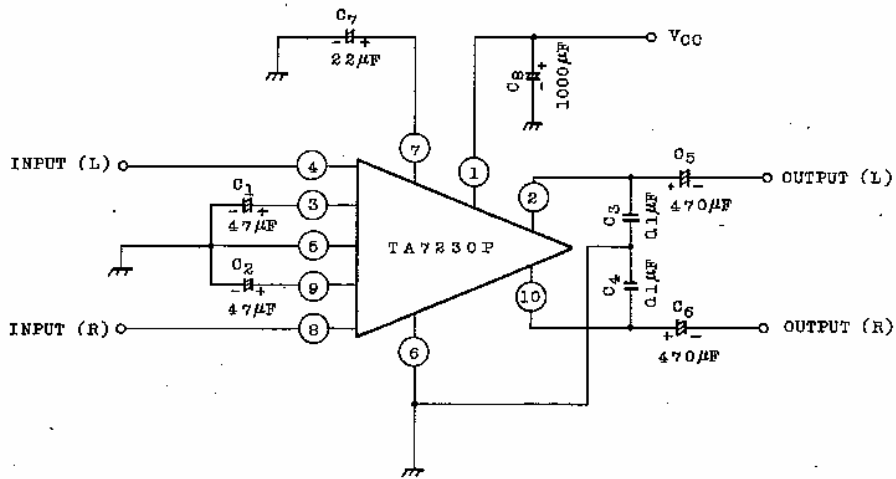 C7
22µF
VCC
C8
1000µF
7
INPUT (L)
4
1
C1
47µF
3
2
C5
470µF
OUTPUT (L)
C3
0.1µF
5
TA7230P
C2
47µF
9
10
C4
0.1µF
C6
470µF
INPUT (R)
8
OUTPUT (R)
6